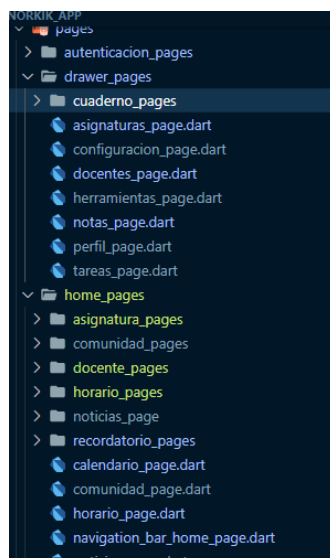 NORKIK_APP
pages
autenticacion_pages
drawer_pages
cuaderno_pages
asignaturas_page.dart
configuracion_page.dart
docentes_page.dart
herramientas_page.dart
notas_page.dart
perfil_page.dart
tareas_page.dart
home_pages
asignatura_pages
comunidad_pages
docente_pages
horario_pages
noticias_page
recordatorio_pages
calendario_page.dart
comunidad_page.dart
horario_page.dart
navigation_bar_home_page.dart